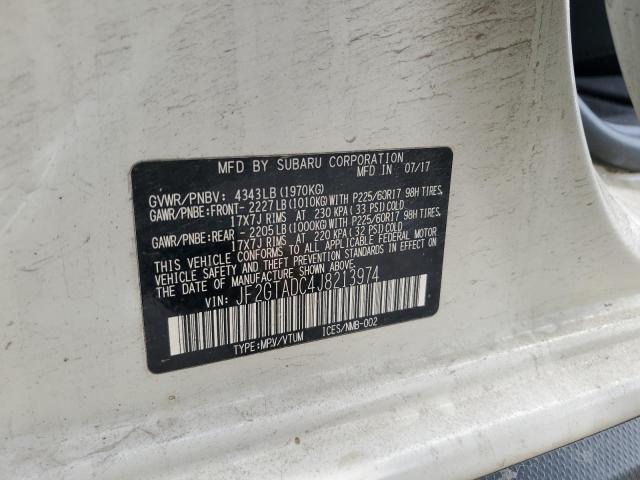 MFD BY SUBARU CORPORATION
MFD IN 07/17
GVWR/PNBV: 4343LB(1970KG)
GAWR/PNBE:FRONT-2227LB(1010KG)WITH P225/60R17 98H TIRES,
17X7J RIMS AT 230 KPA(33 PSI)COLD
GAWR/PNBE:REAR -2205LB(1000KG)WITH P225/60R17 98H TIRES,
17X7J RIMS AT 220 KPA(32 PSI)COLD
THIS VEHICLE CONFORMS TO ALL APPLICABLE FEDERAL MOTOR
VEHICLE SAFETY AND THEFT PREVENTION STANDARDS IN EFFECT ON
THE DATE OF MANUFACTURE SHOWN ABOVE.
VIN: JF2GTADC4J8213974
TYPE:MPV/VTUM ICES/NMB-002